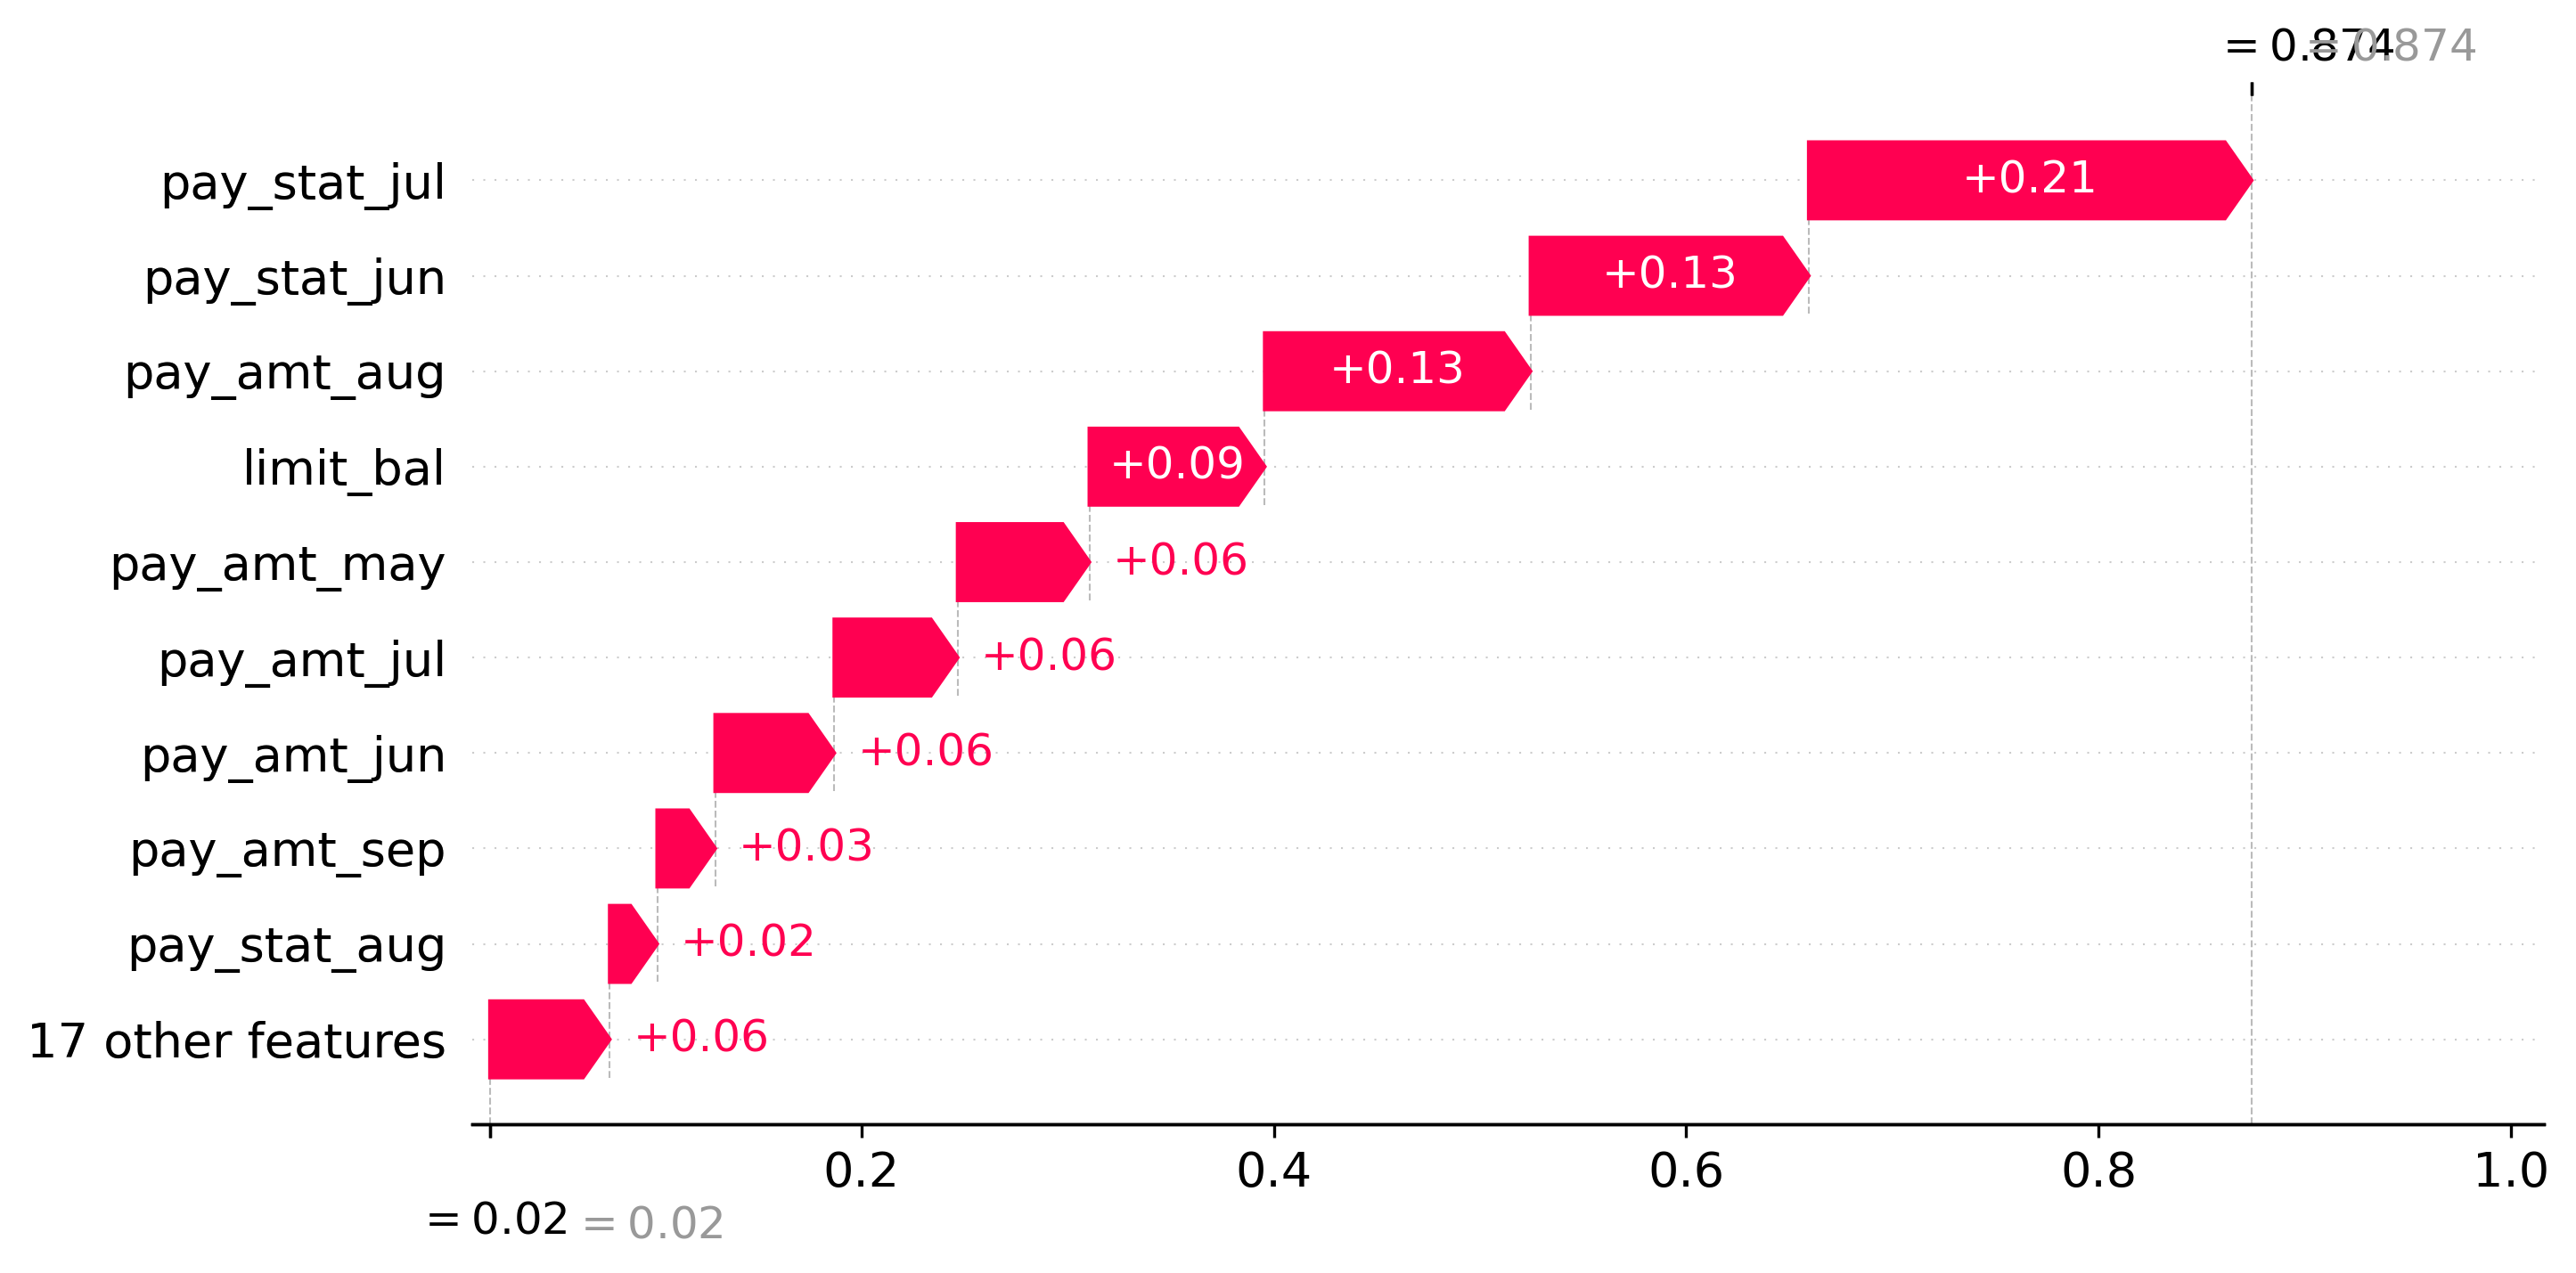 = 0.874 = 0.874
pay_stat_jul +0.21
pay_stat_jun +0.13
pay_amt_aug +0.13
limit_bal +0.09
pay_amt_may +0.06
pay_amt_jul +0.06
pay_amt_jun +0.06
pay_amt_sep +0.03
pay_stat_aug +0.02
17 other features +0.06
0.2 0.4 0.6 0.8 1.0
= 0.02 = 0.02